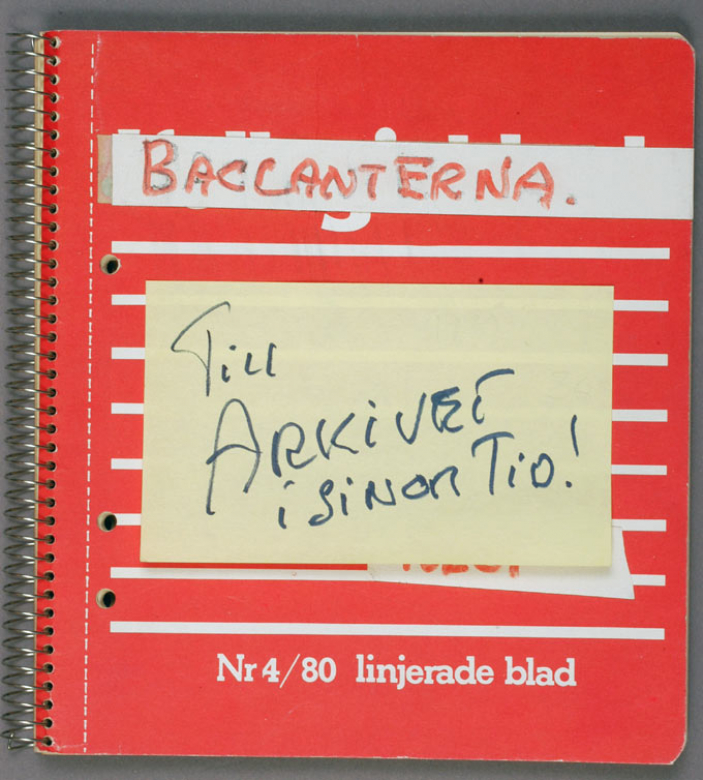 BACCANTERNA.
Till
ARKIVET
i SiNOM TiD!
Nr 4/80 linjerade blad